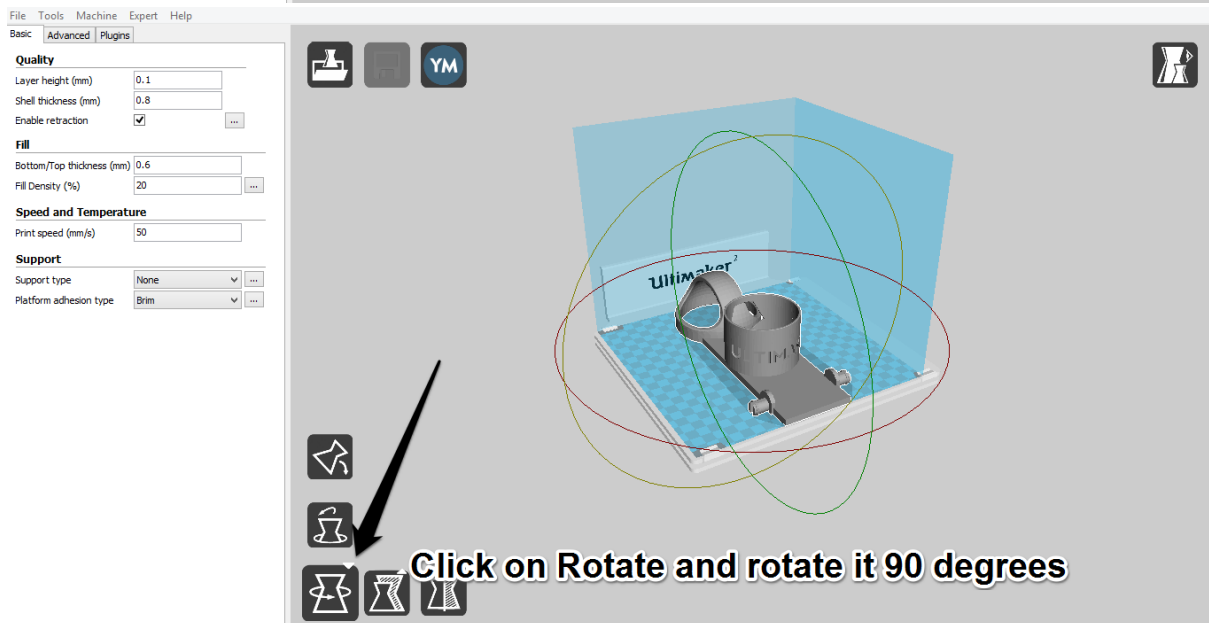 File Tools Machine Expert Help
Basic Advanced Plugins
Quality
Layer height (mm) 0.1
Shell thickness (mm) 0.8
Enable retraction ...
Fill
Bottom/Top thickness (mm) 0.6
Fill Density (%) 20 ...
Speed and Temperature
Print speed (mm/s) 50
Support
Support type None ...
Platform adhesion type Brim ...
YM
Ultimaker2
ULTIM
Click on Rotate and rotate it 90 degrees